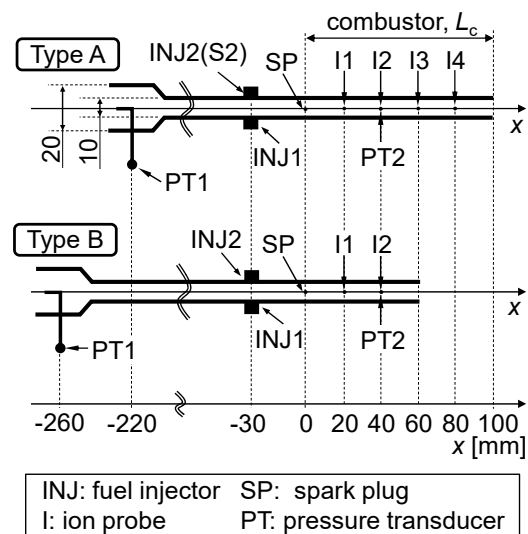 combustor, Lc
Type A
INJ2(S2)
SP
I1
I2
I3
I4
x
20
10
PT1
INJ1
PT2
Type B
INJ2
SP
I1
I2
x
PT1
INJ1
PT2
-260
-220
-30
0
20
40
60
80
100
x [mm]
INJ: fuel injector SP: spark plug
I: ion probe PT: pressure transducer